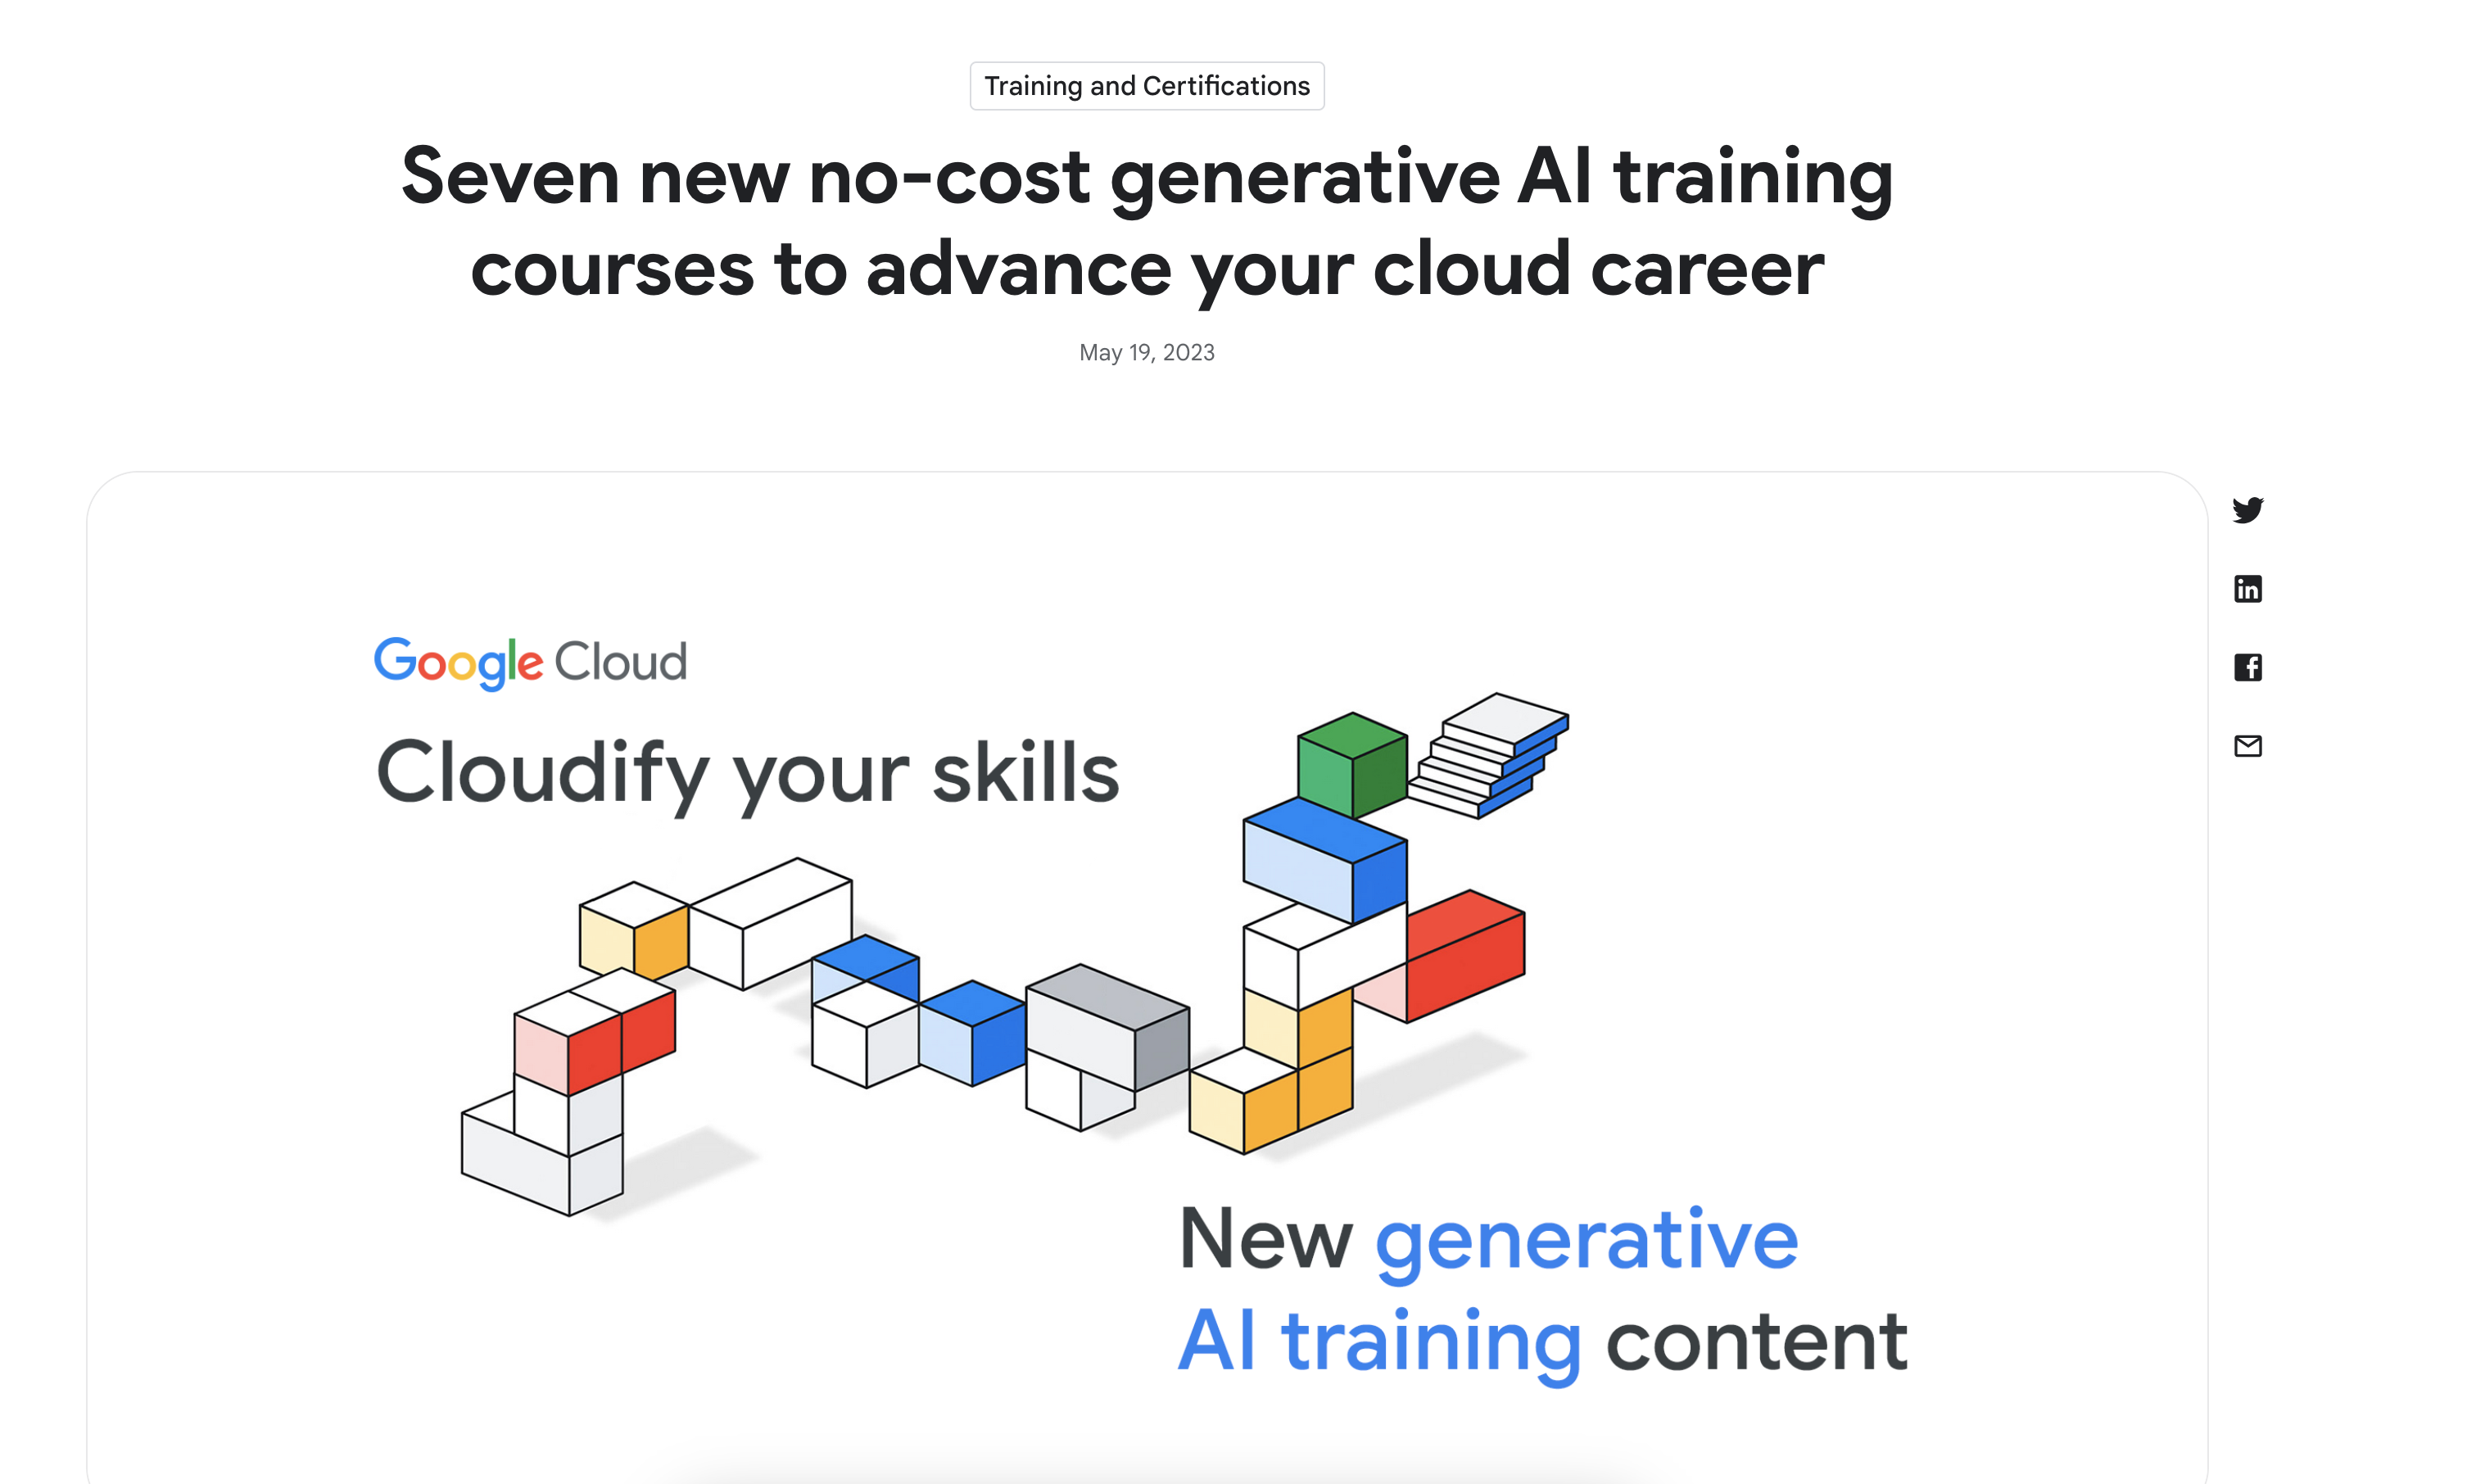 Training and Certifications
Seven new no-cost generative AI training
courses to advance your cloud career
May 19, 2023
Google Cloud
Cloudify your skills
New generative
AI training content